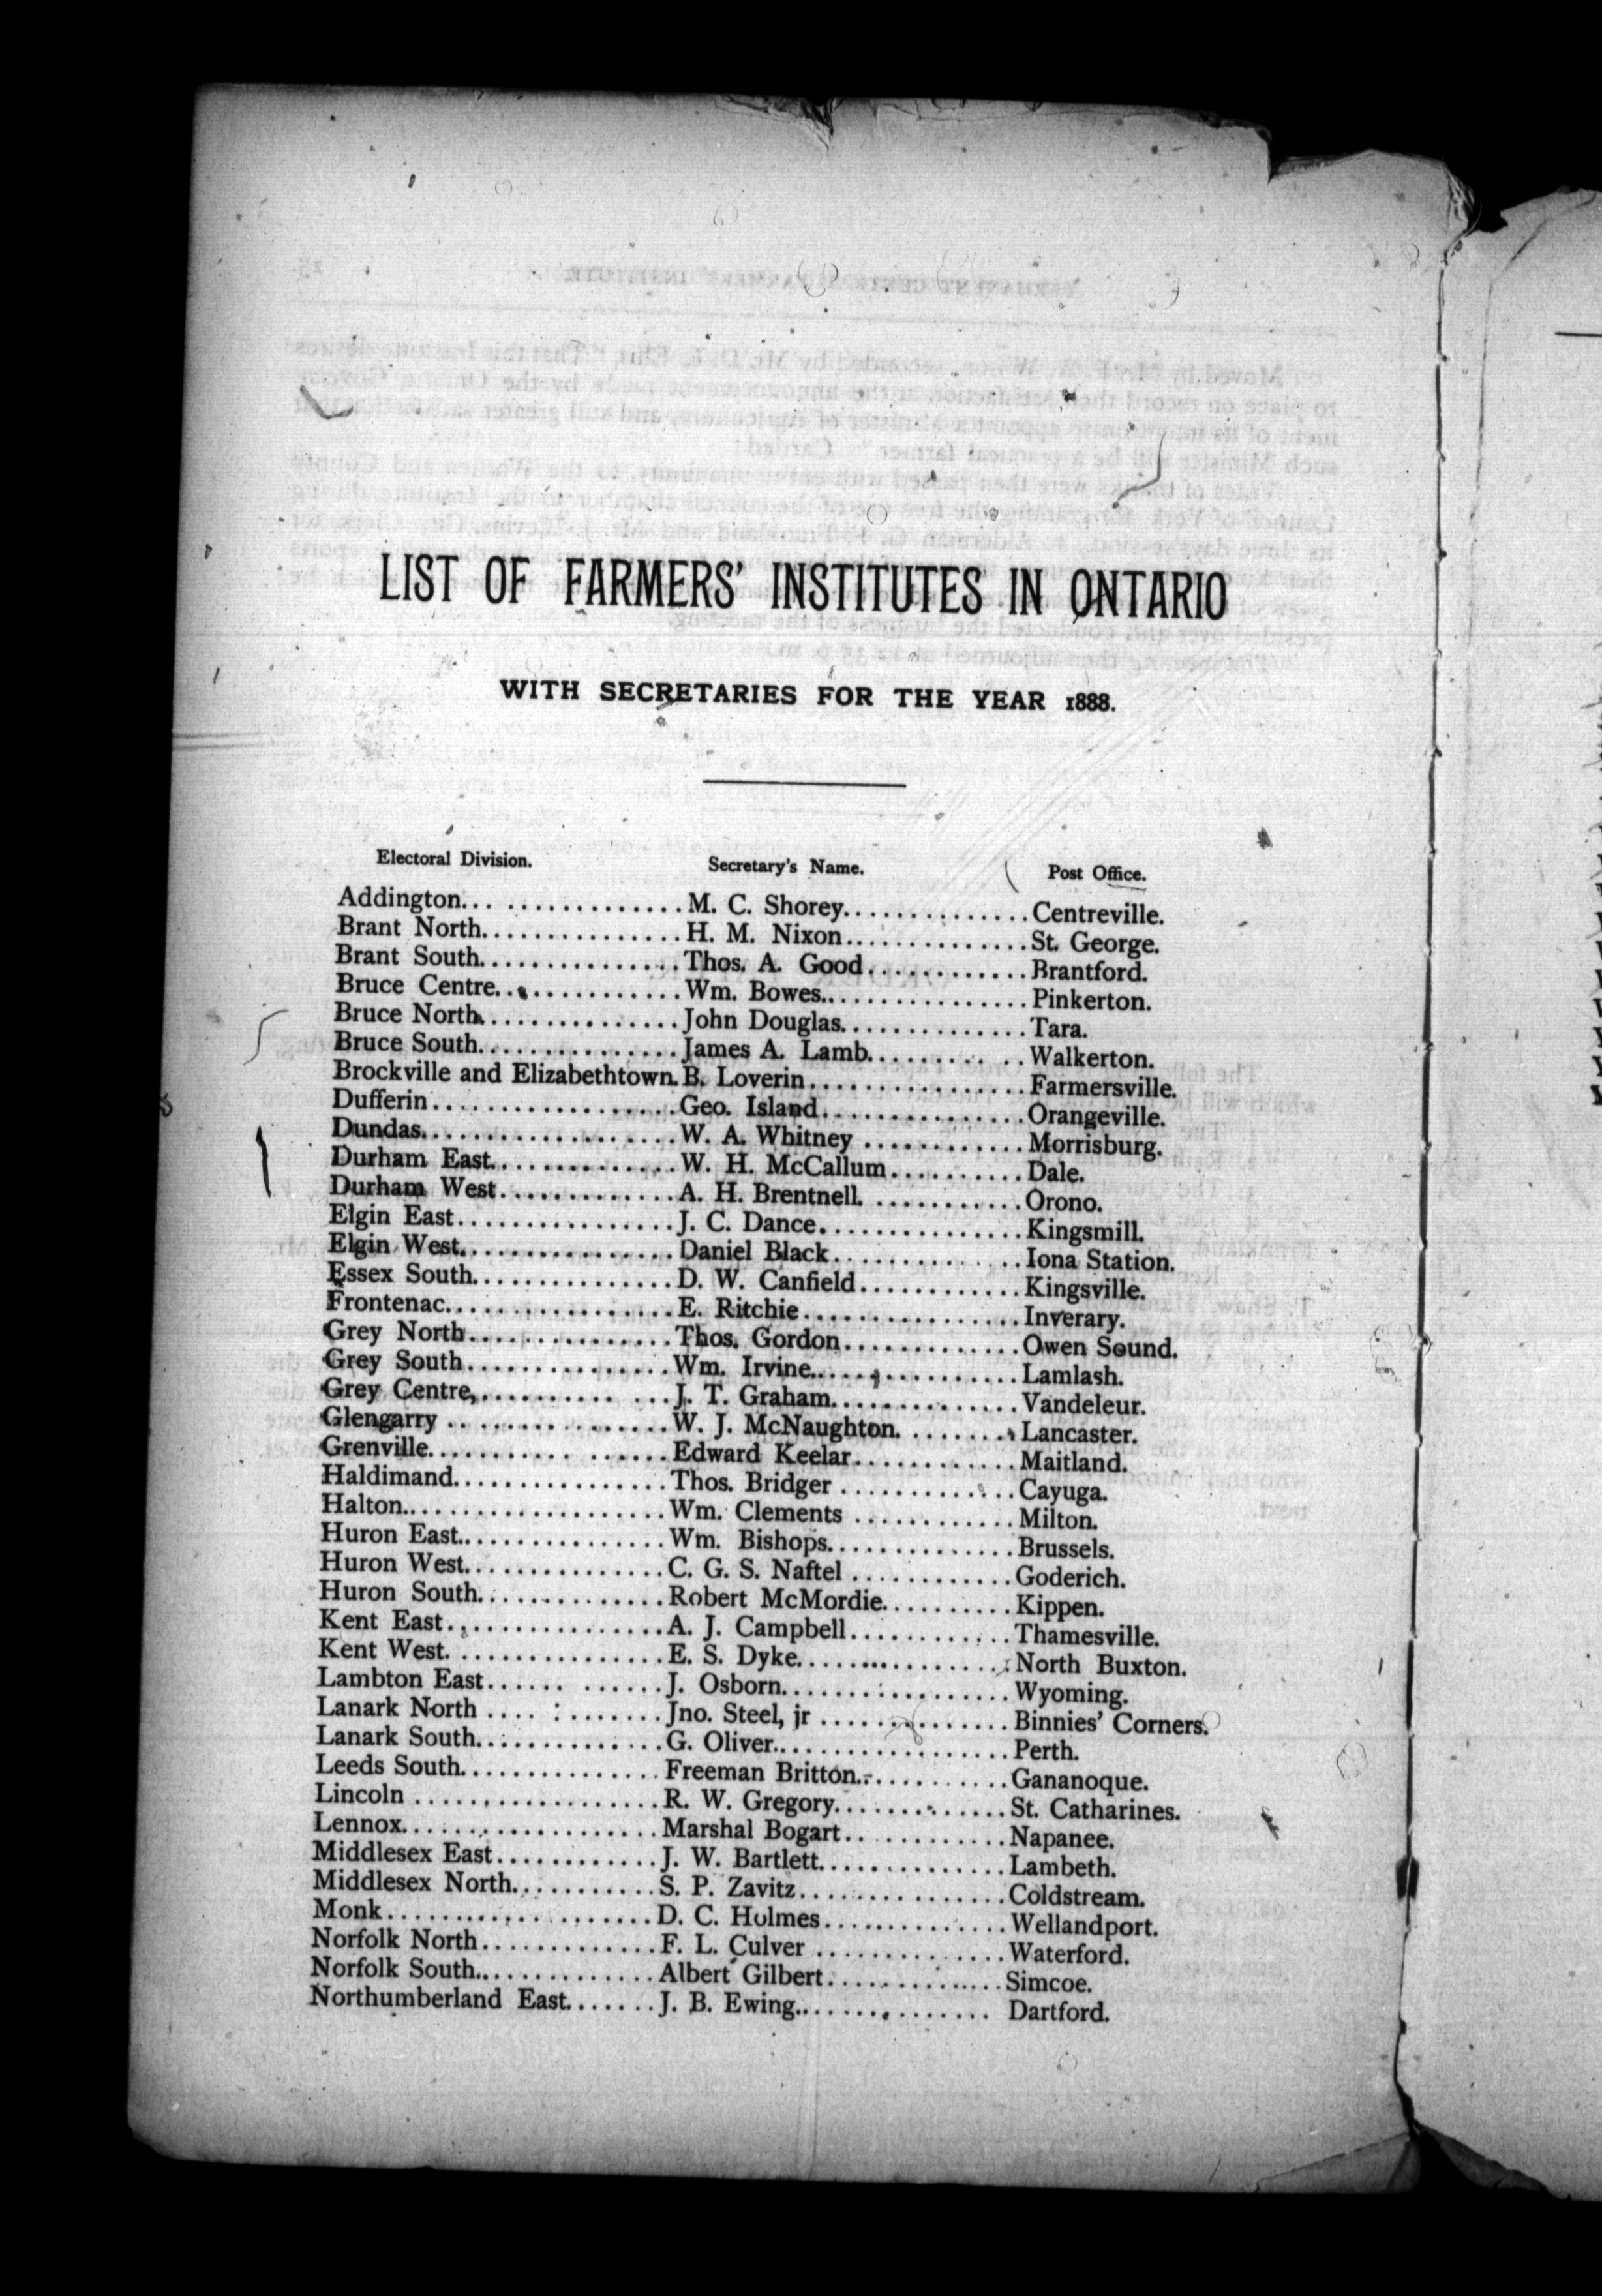 LIST OF FARMERS' INSTITUTES IN ONTARIO
WITH SECRETARIES FOR THE YEAR 1888.
Electoral Division. Secretary's Name. Post Office.
Addington.................M. C. Shorey..............Centreville.
Brant North...............H. M. Nixon..............St. George.
Brant South...............Thos. A. Good............Brantford.
Bruce Centre..............Wm. Bowes................Pinkerton.
Bruce North...............John Douglas..............Tara.
Bruce South...............James A. Lamb............Walkerton.
Brockville and Elizabethtown.B. Loverin................Farmersville.
Dufferin..................Geo. Island...............Orangeville.
Dundas...................W. A. Whitney ............Morrisburg.
Durham East..............W. H. McCallum..........Dale.
Durham West.............A. H. Brentnell. ...........Orono.
Elgin East................J. C. Dance...............Kingsmill.
Elgin West................Daniel Black..............Iona Station.
Essex South...............D. W. Canfield............Kingsville.
Frontenac.................E. Ritchie................Inverary.
Grey North...............Thos. Gordon.............Owen Sound.
Grey South...............Wm. Irvine...............Lamlash.
Grey Centre,.......... ...J. T. Graham..............Vandeleur.
Glengarry ................W. J. McNaughton. ........Lancaster.
Grenville........... ......Edward Keelar............Maitland.
Haldimand................Thos. Bridger .............Cayuga.
Halton...................Wm. Clements ............Milton.
Huron East...............Wm. Bishops..............Brussels.
Huron West...............C. G. S. Naftel ............Goderich.
Huron South..............Robert McMordie..........Kippen.
Kent East................A. J. Campbell............Thamesville.
Kent West. ...............E. S. Dyke................North Buxton.
Lambton East...... ......J. Osborn.................Wyoming.
Lanark North .... : .......Jno. Steel, jr ..............Binnies' Corners.
Lanark South..............G. Oliver..................Perth.
Leeds South...............Freeman Britton...........Gananoque.
Lincoln ..................R. W. Gregory.............St. Catharines.
Lennox...................Marshal Bogart............Napanee.
Middlesex East............J. W. Bartlett..............Lambeth.
Middlesex North...........S. P. Zavitz...............Coldstream.
Monk....................D. C. Holmes..............Wellandport.
Norfolk North.............F. L. Culver ..............Waterford.
Norfolk South.............Albert Gilbert.............Simcoe.
Northumberland East.......J. B. Ewing............... Dartford.